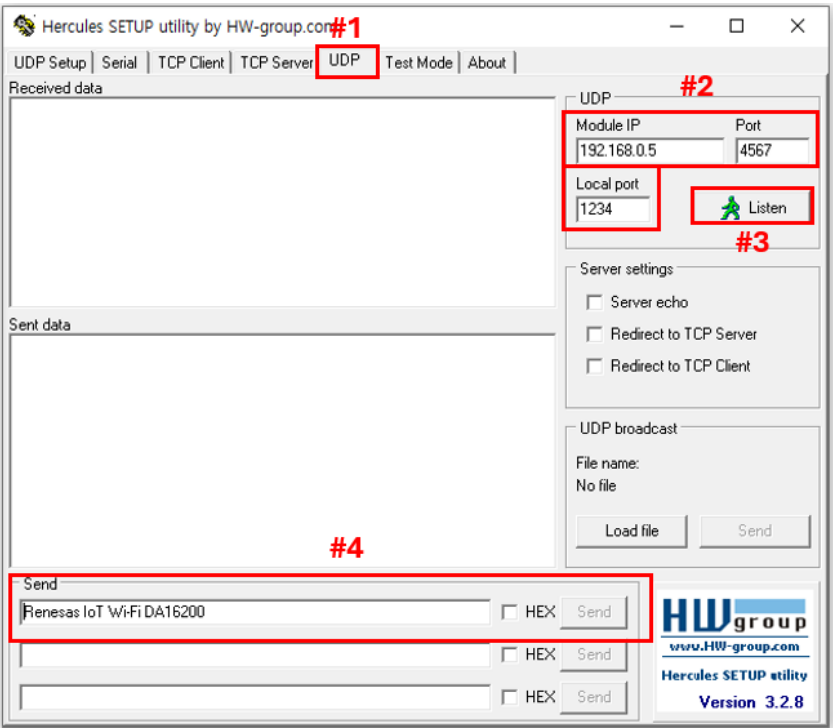 Hercules SETUP utility by HW-group.com
#1
UDP Setup Serial TCP Client TCP Server UDP Test Mode About
Received data
UDP
#2
Module IP Port
192.168.0.5 4567
Local port
1234
Listen
#3
Server settings
Server echo
Redirect to TCP Server
Redirect to TCP Client
Sent data
UDP broadcast
File name:
No file
Load file Send
#4
Send
Renesas IoT Wi-Fi DA16200 HEX Send
HEX Send
HEX Send
HWgroup
www.HW-group.com
Hercules SETUP utility
Version 3.2.8